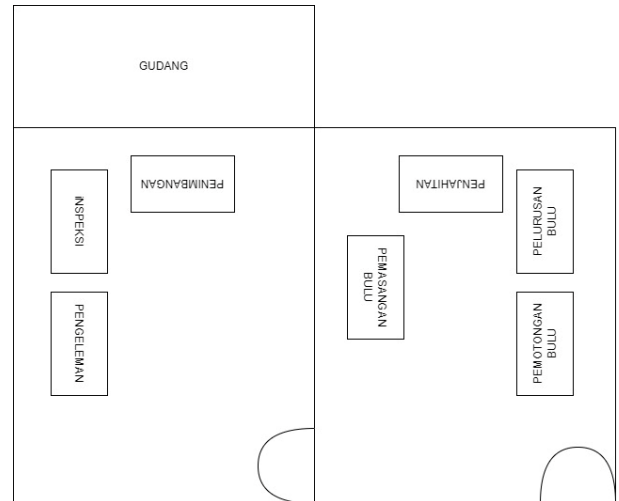 GUDANG
PENIMBANGAN
INSPEKSI
PENGELEMAN
PENJAHITAN
PELURUSAN
BULU
PEMASANGAN
BULU
PEMOTONGAN
BULU